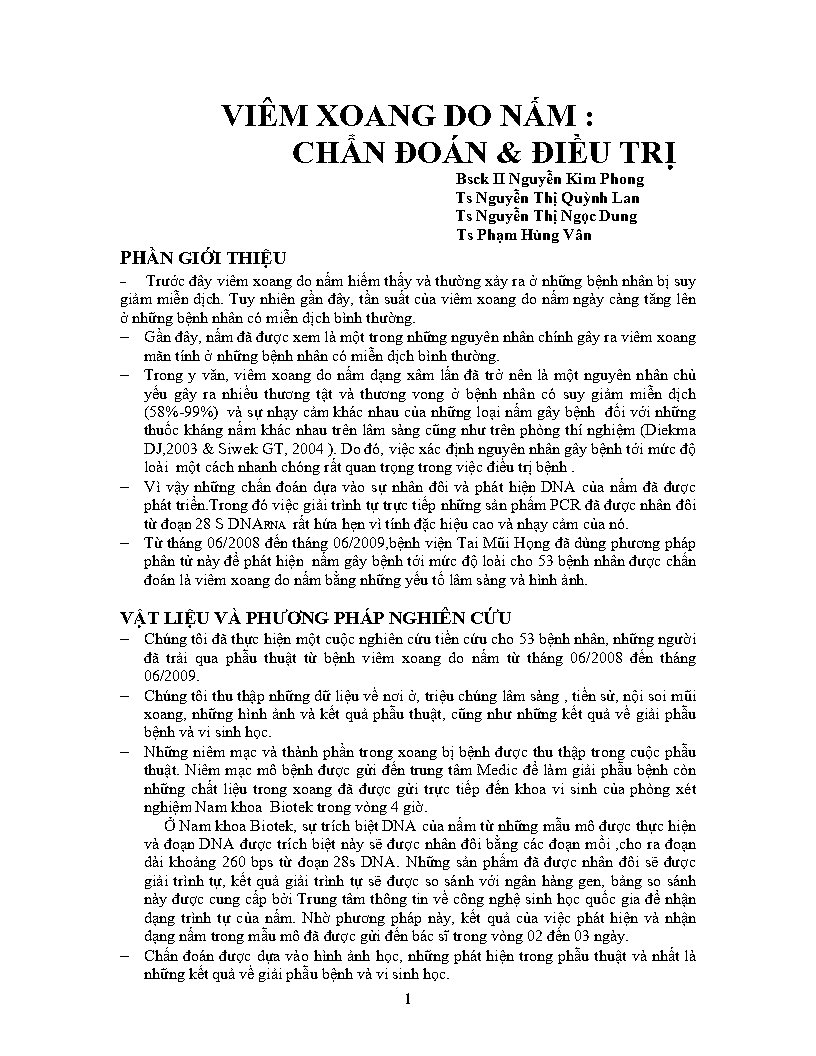 VIÊM XOANG DO NẤM :
CHẨN ĐOÁN & ĐIỀU TRỊ
Bsck II Nguyễn Kim Phong
Ts Nguyễn Thị Quỳnh Lan
Ts Nguyễn Thị Ngọc Dung
Ts Phạm Hùng Vân
PHẦN GIỚI THIỆU
– Trước đây viêm xoang do nấm hiếm thấy và thường xảy ra ở những bệnh nhân bị suy
giảm miễn dịch. Tuy nhiên gần đây, tần suất của viêm xoang do nấm ngày càng tăng lên
ở những bệnh nhân có miễn dịch bình thường.
– Gần đây, nấm đã được xem là một trong những nguyên nhân chính gây ra viêm xoang
mãn tính ở những bệnh nhân có miễn dịch bình thường.
– Trong y văn, viêm xoang do nấm dạng xâm lấn đã trở nên là một nguyên nhân chủ
yếu gây ra nhiều thương tật và thương vong ở bệnh nhân có suy giảm miễn dịch
(58%-99%) và sự nhạy cảm khác nhau của những loại nấm gây bệnh đối với những
thuốc kháng nấm khác nhau trên lâm sàng cũng như trên phòng thí nghiệm (Diekma
DJ,2003 & Siwek GT, 2004 ). Do đó, việc xác định nguyên nhân gây bệnh tới mức độ
loài một cách nhanh chóng rất quan trọng trong việc điều trị bệnh .
– Vì vậy những chẩn đoán dựa vào sự nhân đôi và phát hiện DNA của nấm đã được
phát triển.Trong đó việc giải trình tự trực tiếp những sản phẩm PCR đã được nhân đôi
từ đoạn 28 S DNARNA rất hứa hẹn vì tính đặc hiệu cao và nhạy cảm của nó.
– Từ tháng 06/2008 đến tháng 06/2009,bệnh viện Tai Mũi Họng đã dùng phương pháp
phân tử này để phát hiện nấm gây bệnh tới mức độ loài cho 53 bệnh nhân được chẩn
đoán là viêm xoang do nấm bằng những yếu tố lâm sàng và hình ảnh.
VẬT LIỆU VÀ PHƯƠNG PHÁP NGHIÊN CỨU
– Chúng tôi đã thực hiện một cuộc nghiên cứu tiền cứu cho 53 bệnh nhân, những người
đã trải qua phẫu thuật từ bệnh viêm xoang do nấm từ tháng 06/2008 đến tháng
06/2009.
– Chúng tôi thu thập những dữ liệu về nơi ở, triệu chúng lâm sàng , tiền sử, nội soi mũi
xoang, những hình ảnh và kết quả phẫu thuật, cũng như những kết quả về giải phẫu
bệnh và vi sinh học.
– Những niêm mạc và thành phần trong xoang bị bệnh được thu thập trong cuộc phẫu
thuật. Niêm mạc mô bệnh được gửi đến trung tâm Medic để làm giải phẫu bệnh còn
những chất liệu trong xoang đã được gửi trực tiếp đến khoa vi sinh của phòng xét
nghiệm Nam khoa Biotek trong vòng 4 giờ.
Ở Nam khoa Biotek, sự trích biệt DNA của nấm từ những mẫu mô được thực hiện
và đoạn DNA được trích biệt này sẽ được nhân đôi bằng các đoạn mồi ,cho ra đoạn
dài khoảng 260 bps từ đoạn 28s DNA. Những sản phẩm đã được nhân đôi sẽ được
giải trình tự, kết quả giải trình tự sẽ được so sánh với ngân hàng gen, bảng so sánh
này được cung cấp bởi Trung tâm thông tin về công nghệ sinh học quốc gia để nhận
dạng trình tự của nấm. Nhờ phương pháp này, kết quả của việc phát hiện và nhận
dạng nấm trong mẫu mô đã được gửi đến bác sĩ trong vòng 02 đến 03 ngày.
– Chẩn đoán được dựa vào hình ảnh học, những phát hiện trong phẫu thuật và nhất là
những kết quả về giải phẫu bệnh và vi sinh học.
1